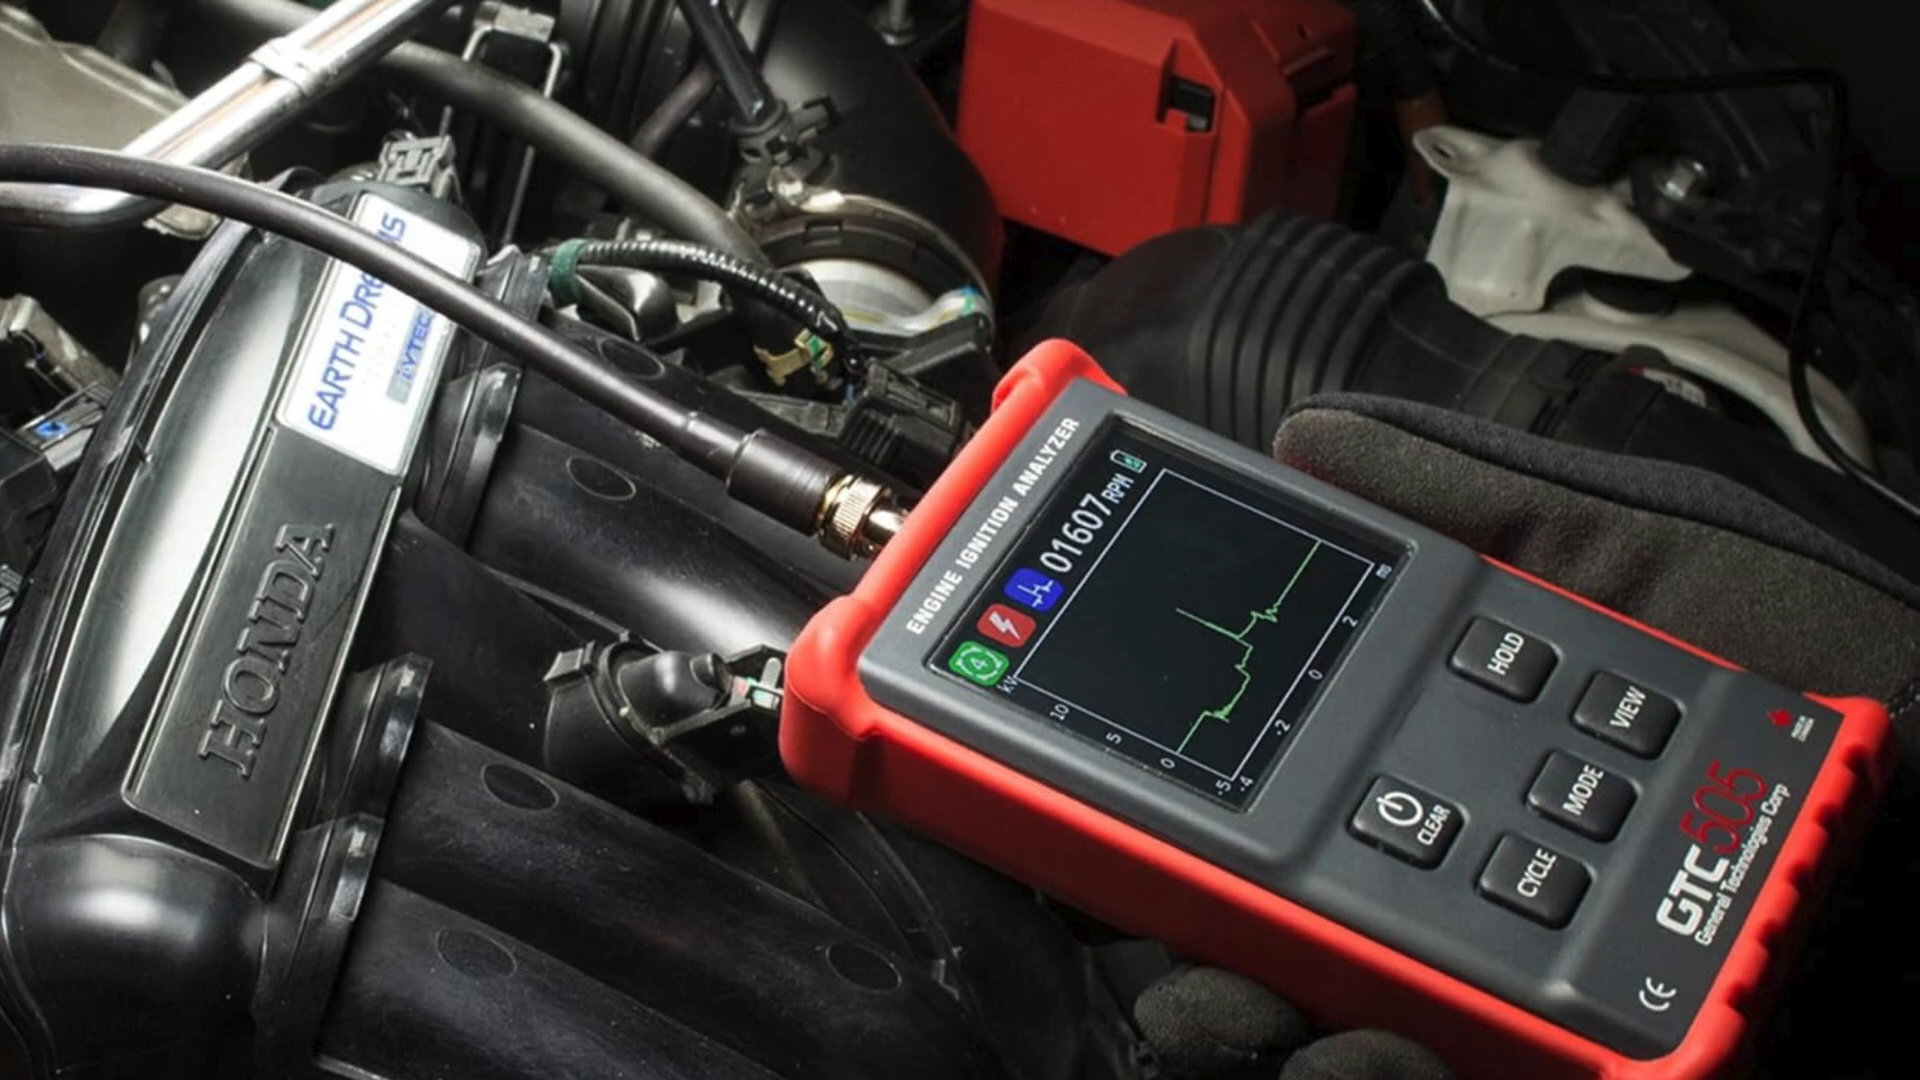 EARTH
HONDA
ENGINE IGNITION ANALYZER
01607 RPM
4
kV
10
5
0
-5
-4
-2
0
2
ms
HOLD
VIEW
MODE
CLEAR
CYCLE
GTC505
General Technologies Corp
CE